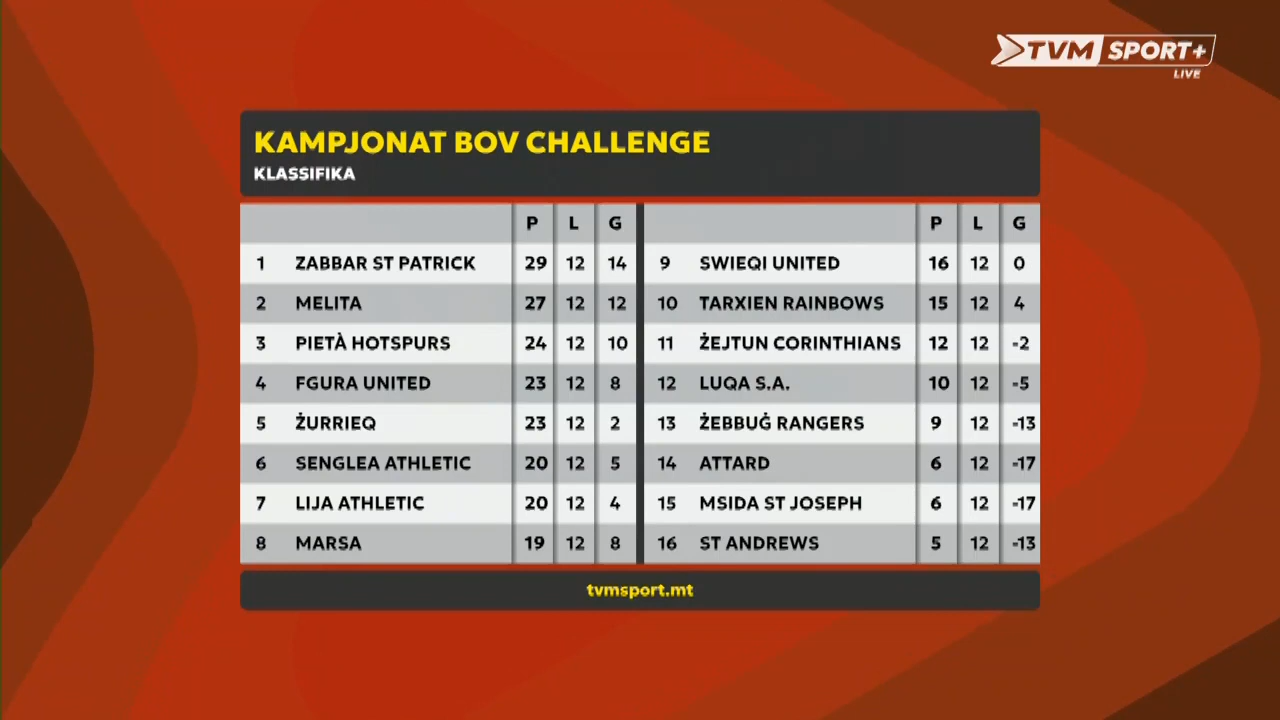 TVM SPORT+
LIVE
KAMPJONAT BOV CHALLENGE
KLASSIFIKA
P L G
1 ZABBAR ST PATRICK 29 12 14
2 MELITA 27 12 12
3 PIETÀ HOTSPURS 24 12 10
4 FGURA UNITED 23 12 8
5 ŻURRIEQ 23 12 2
6 SENGLEA ATHLETIC 20 12 5
7 LIJA ATHLETIC 20 12 4
8 MARSA 19 12 8
P L G
9 SWIEQI UNITED 16 12 0
10 TARXIEN RAINBOWS 15 12 4
11 ŻEJTUN CORINTHIANS 12 12 -2
12 LUQA S.A. 10 12 -5
13 ŻEBBUĠ RANGERS 9 12 -13
14 ATTARD 6 12 -17
15 MSIDA ST JOSEPH 6 12 -17
16 ST ANDREWS 5 12 -13
tvmsport.mt